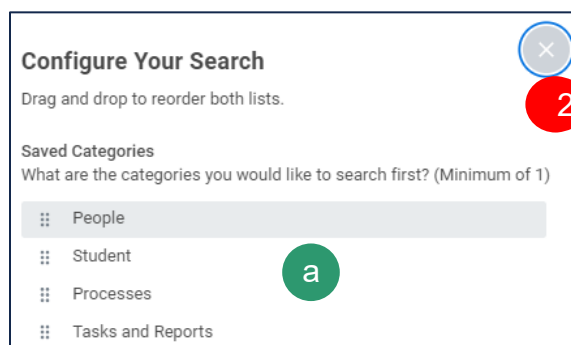 Configure Your Search
2
Drag and drop to reorder both lists.
Saved Categories
What are the categories you would like to search first? (Minimum of 1)
People
Student
a
Processes
Tasks and Reports